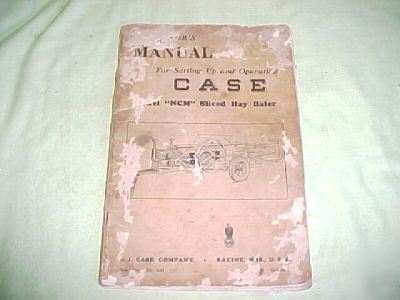 MANUAL
For Setting Up and Operating
CASE
"NCM" Sliced Hay Baler
J. I. CASE COMPANY • RACINE, WIS., U. S. A.